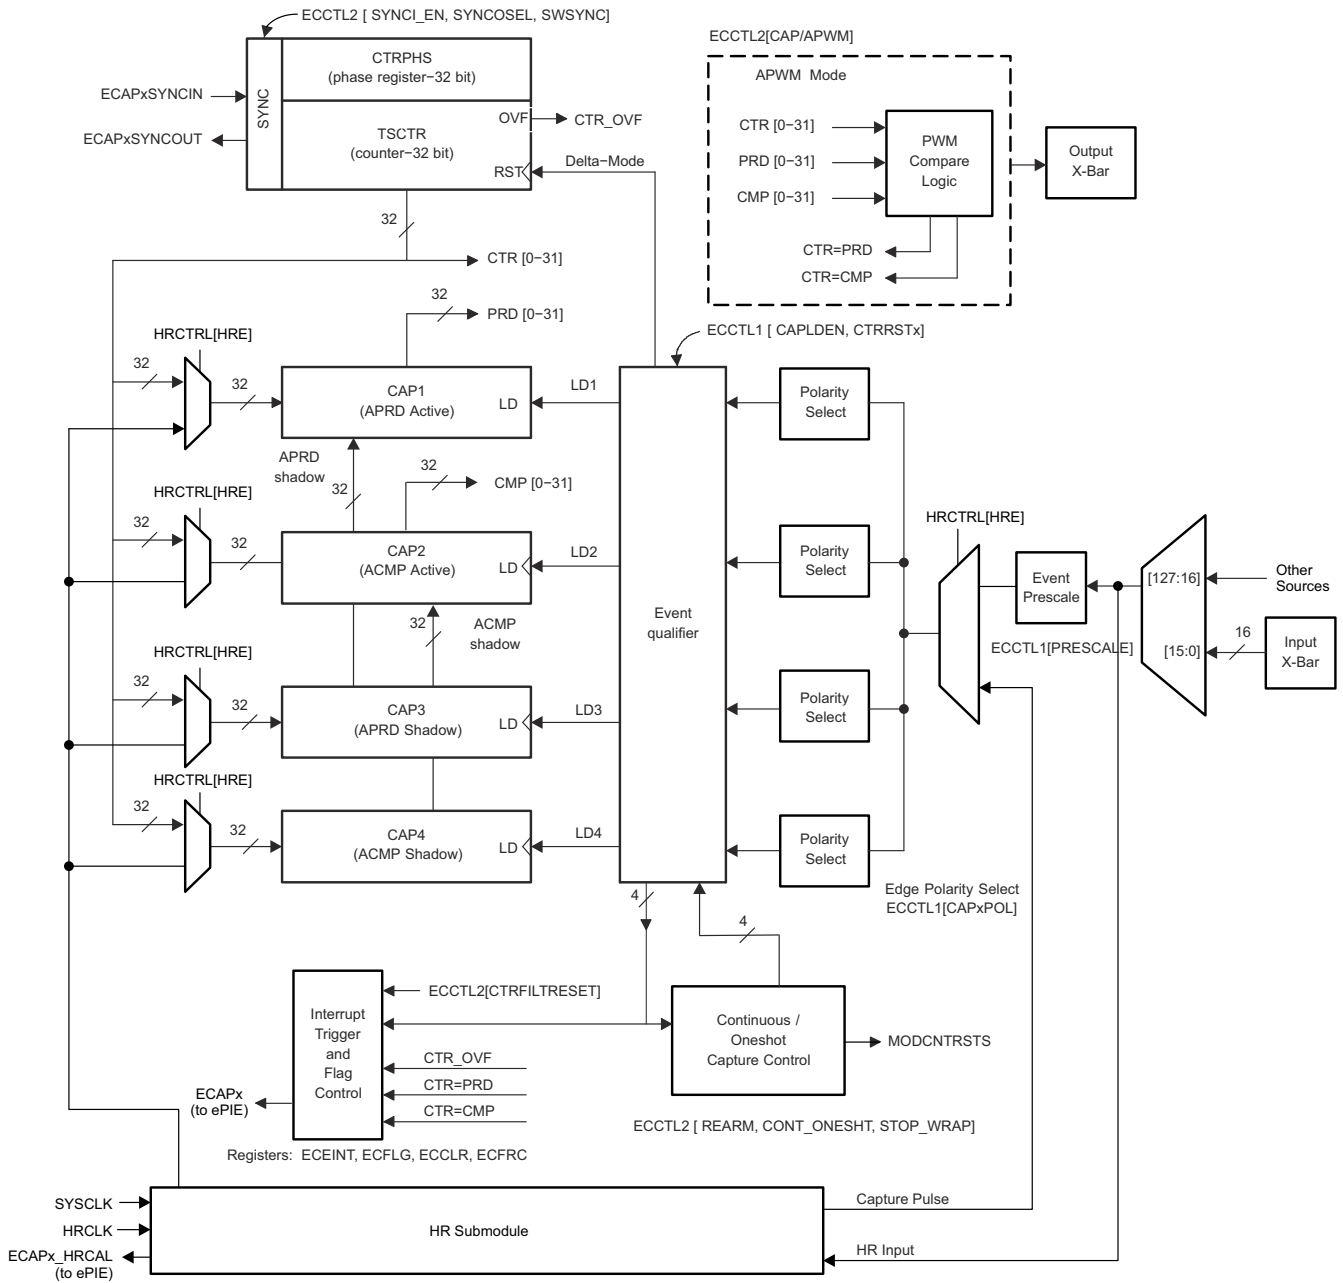 ECCTL2 [ SYNCI_EN, SYNCOSEL, SWSYNC]
SYNC
CTRPHS
(phase register−32 bit)
ECAPxSYNCIN
ECAPxSYNCOUT
TSCTR
(counter−32 bit)
OVF
CTR_OVF
RST
Delta−Mode
ECCTL2[CAP/APWM]
APWM Mode
CTR [0−31]
PRD [0−31]
CMP [0−31]
PWM
Compare
Logic
Output
X-Bar
CTR=PRD
CTR=CMP
32
CTR [0−31]
32
PRD [0−31]
ECCTL1 [ CAPLDEN, CTRRSTx]
HRCTRL[HRE]
32
32
CAP1
(APRD Active)
LD
LD1
Polarity
Select
APRD
shadow
32
32
CMP [0−31]
HRCTRL[HRE]
32
32
CAP2
(ACMP Active)
LD
LD2
Polarity
Select
HRCTRL[HRE]
Event
Prescale
ECCTL1[PRESCALE]
[127:16]
Other
Sources
[15:0]
16
Input
X-Bar
32
ACMP
shadow
Event
qualifier
HRCTRL[HRE]
32
32
CAP3
(APRD Shadow)
LD
LD3
Polarity
Select
HRCTRL[HRE]
32
32
CAP4
(ACMP Shadow)
LD
LD4
Polarity
Select
Edge Polarity Select
ECCTL1[CAPxPOL]
4
4
Interrupt
Trigger
and
Flag
Control
ECCTL2[CTRFILTRESET]
CTR_OVF
CTR=PRD
CTR=CMP
ECAPx
(to ePIE)
Continuous /
Oneshot
Capture Control
MODCNTRSTS
ECCTL2 [ REARM, CONT_ONESHT, STOP_WRAP]
Registers: ECEINT, ECFLG, ECCLR, ECFRC
SYSCLK
HRCLK
ECAPx_HRCAL
(to ePIE)
HR Submodule
Capture Pulse
HR Input